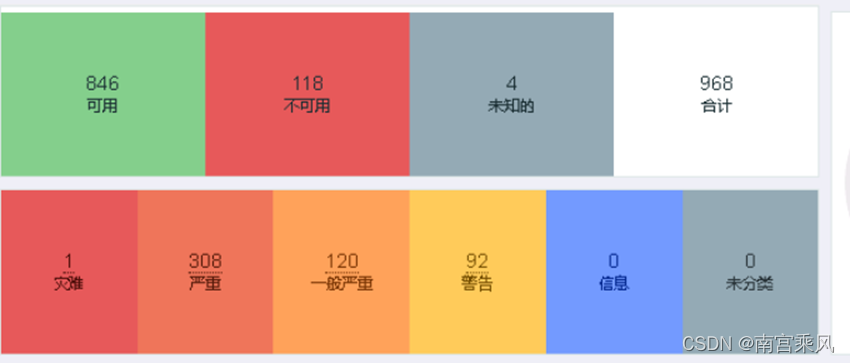 846
可用
118
不可用
4
未知的
968
合计
1
灾难
308
严重
120
一般严重
92
警告
0
信息
0
未分类
CSDN @南宫乘风